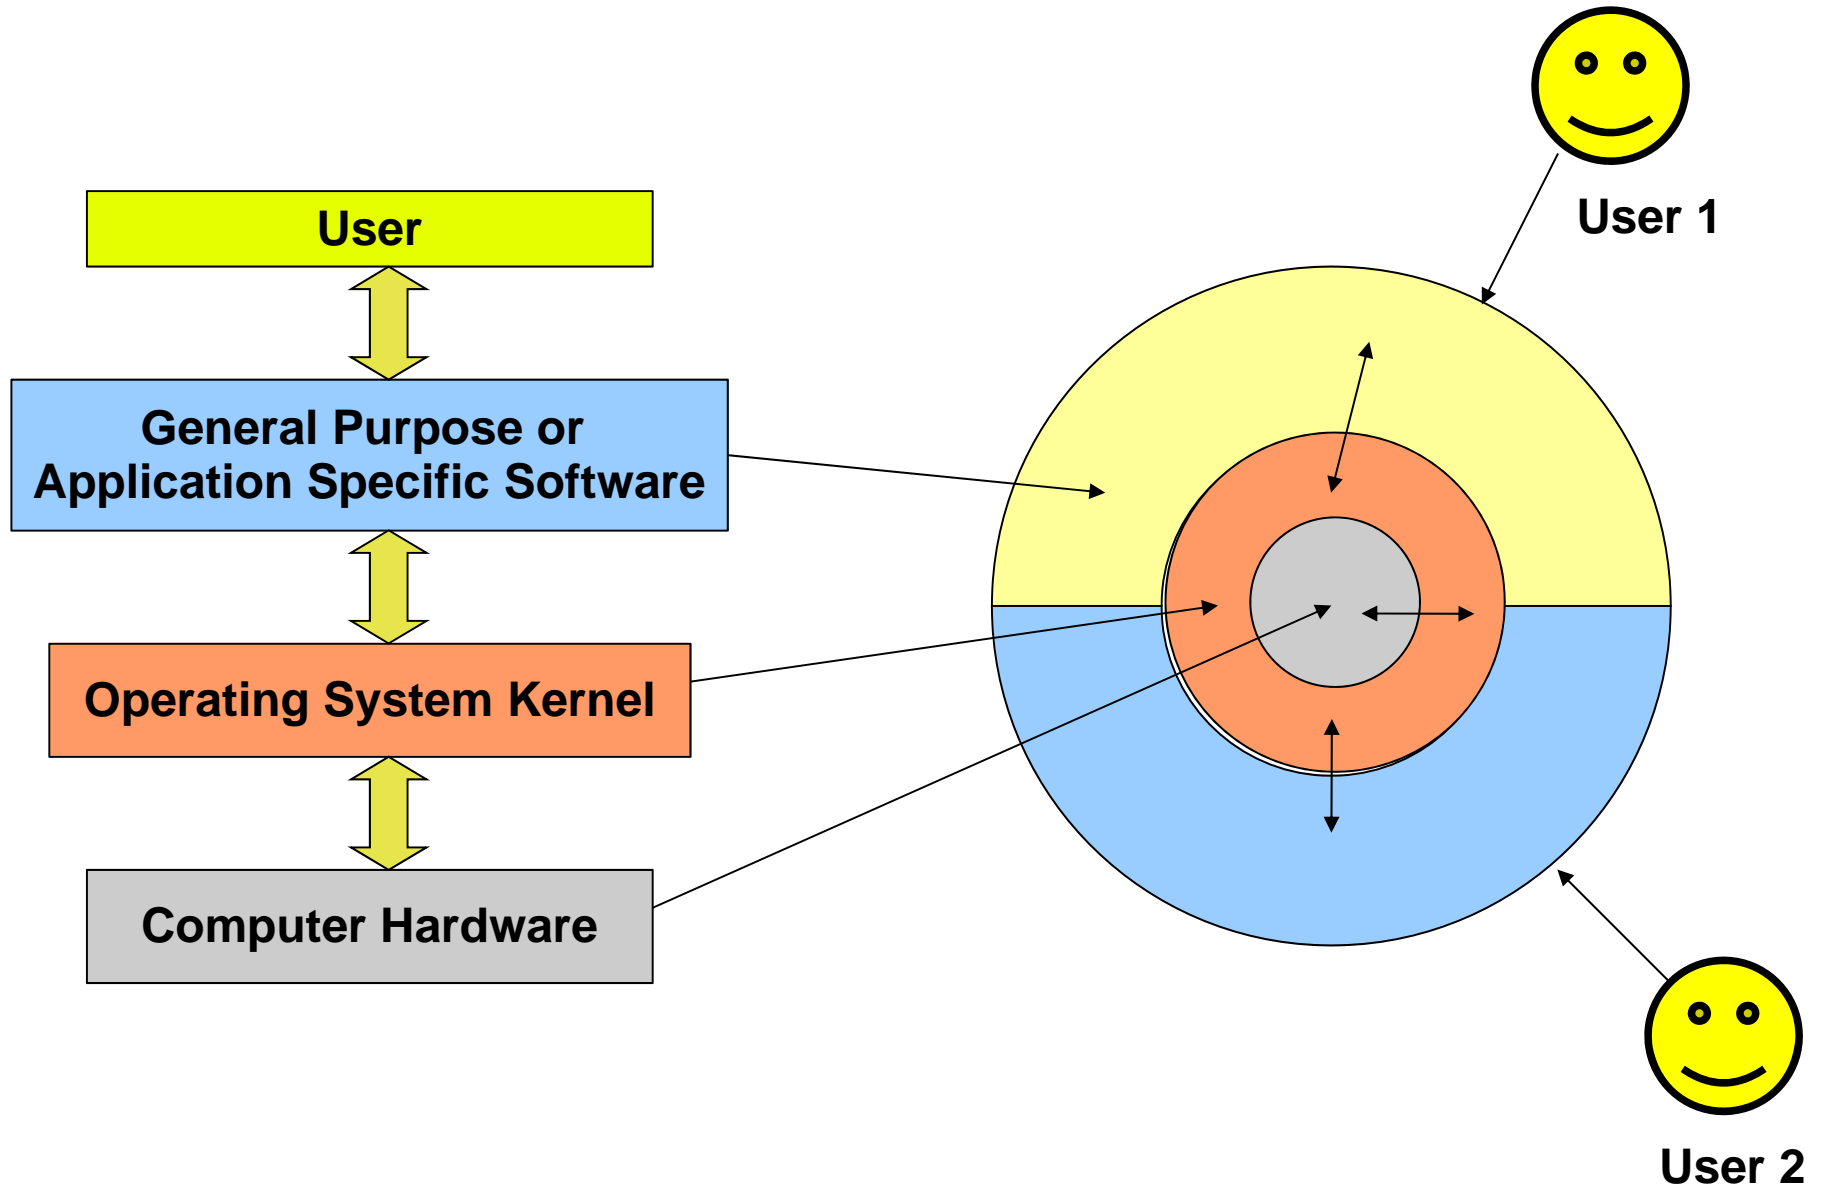 User
General Purpose or
Application Specific Software
Operating System Kernel
Computer Hardware
User 1
User 2